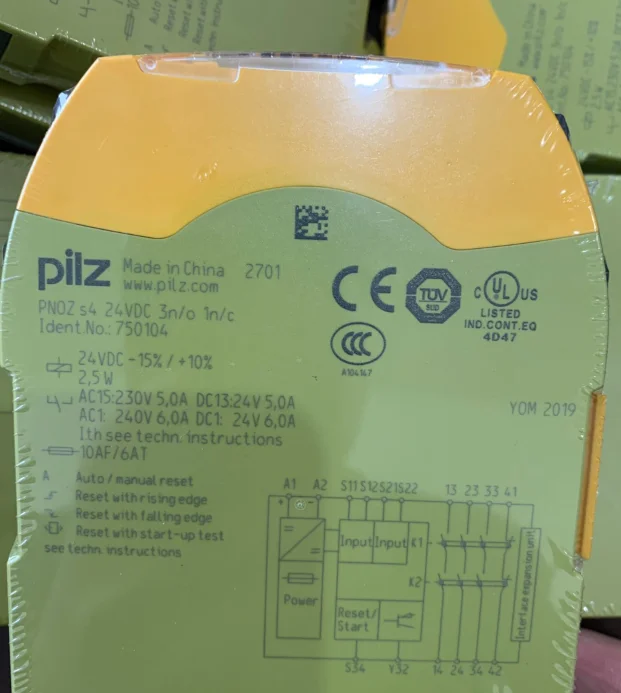 pilz Made in China 2701
www.pilz.com
PNOZ s4 24VDC 3n/o 1n/c
Ident.No.: 750104
CE
TÜV
SÜD
C UL US
LISTED
IND.CONT.EQ
4D47
CCC
A104147
24VDC -15% / +10%
2,5W
AC15:230V 5,0A DC13:24V 5,0A
AC1: 240V 6,0A DC1: 24V 6,0A
Ith see techn. instructions
10AF/6AT
YOM 2019
A Auto / manual reset
Reset with rising edge
Reset with falling edge
Reset with start-up test
see techn. instructions
A1 A2 S11 S12 S21 S22 13 23 33 41
+ -
Input Input K1
K2
Power
Reset/
Start
Interface expansion unit
S34 Y32 14 24 34 42